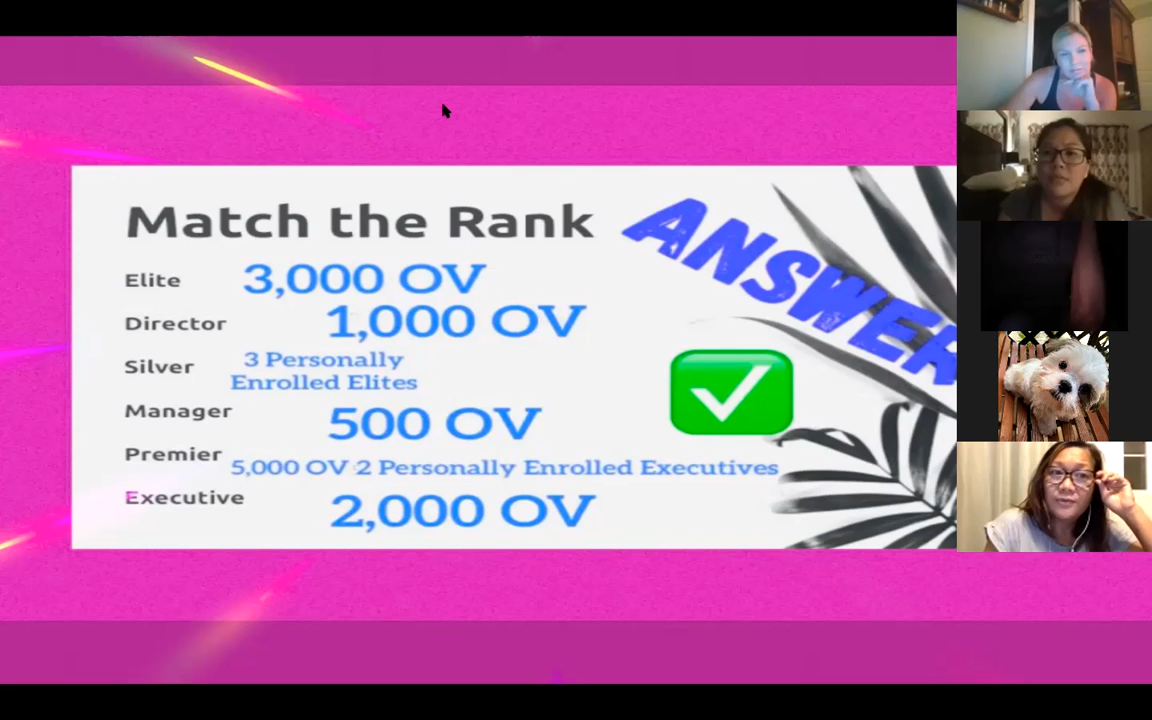 Match the Rank
ANSWER
Elite 3,000 OV
Director 1,000 OV
Silver 3 Personally
Enrolled Elites
Manager 500 OV
Premier 5,000 OV 2 Personally Enrolled Executives
Executive 2,000 OV